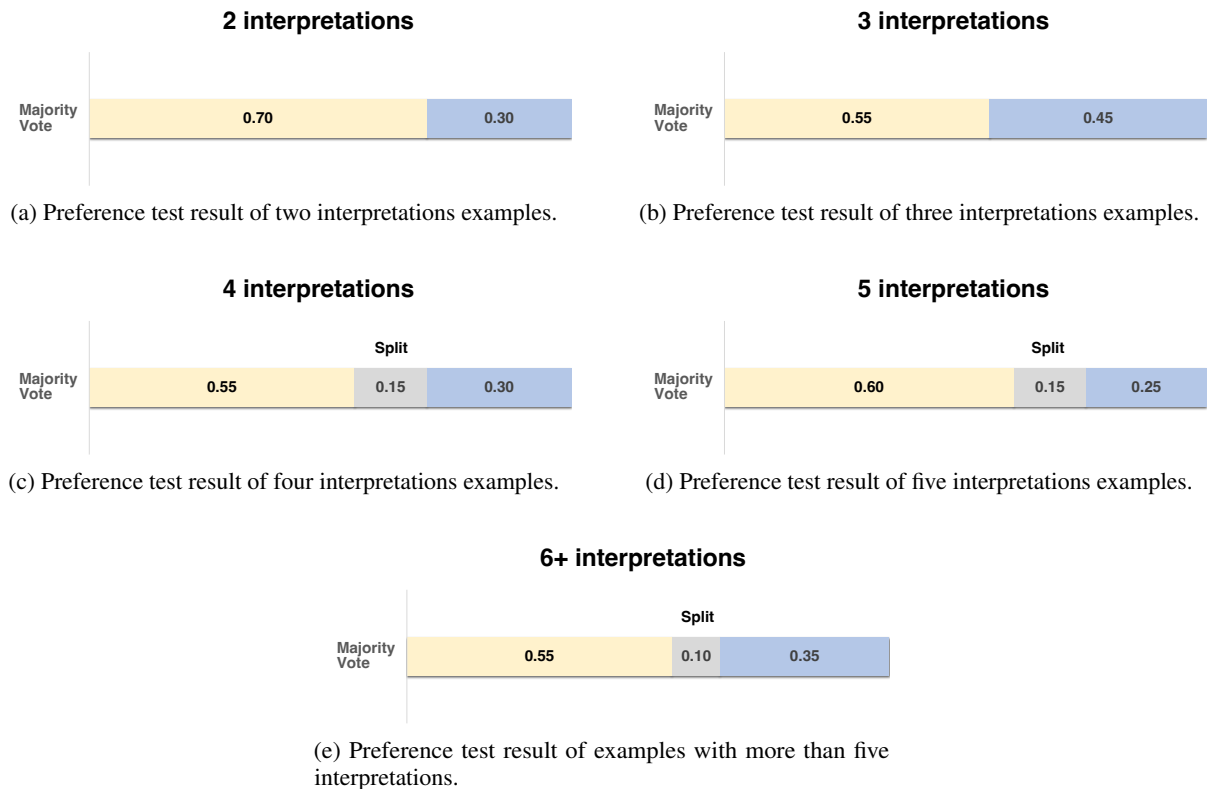 2 interpretations
Majority
Vote
0.70
0.30
(a) Preference test result of two interpretations examples.
3 interpretations
Majority
Vote
0.55
0.45
(b) Preference test result of three interpretations examples.
4 interpretations
Split
Majority
Vote
0.55
0.15
0.30
(c) Preference test result of four interpretations examples.
5 interpretations
Split
Majority
Vote
0.60
0.15
0.25
(d) Preference test result of five interpretations examples.
6+ interpretations
Split
Majority
Vote
0.55
0.10
0.35
(e) Preference test result of examples with more than five
interpretations.